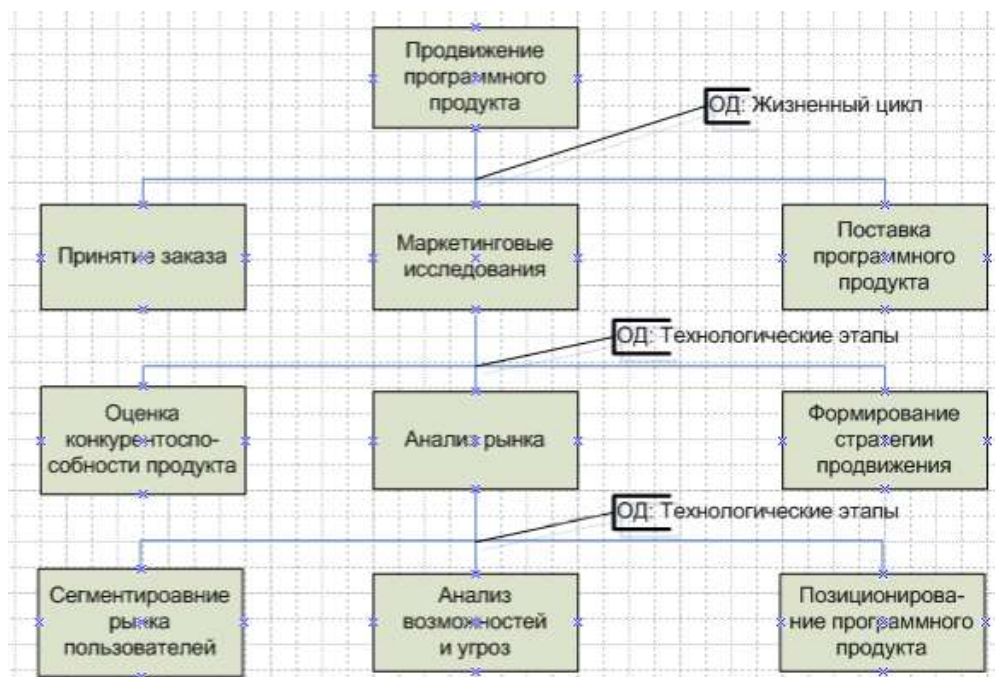 Продвижение
программного
продукта
ОД: Жизненный цикл
Принятие заказа
Маркетинговые
исследования
Поставка
программного
продукта
ОД: Технологические этапы
Оценка
конкурентоспо-
собности продукта
Анализ рынка
Формирование
стратегии
продвижения
ОД: Технологические этапы
Сегментироавние
рынка
пользователей
Анализ
возможностей
и угроз
Позиционирова-
ние программного
продукта